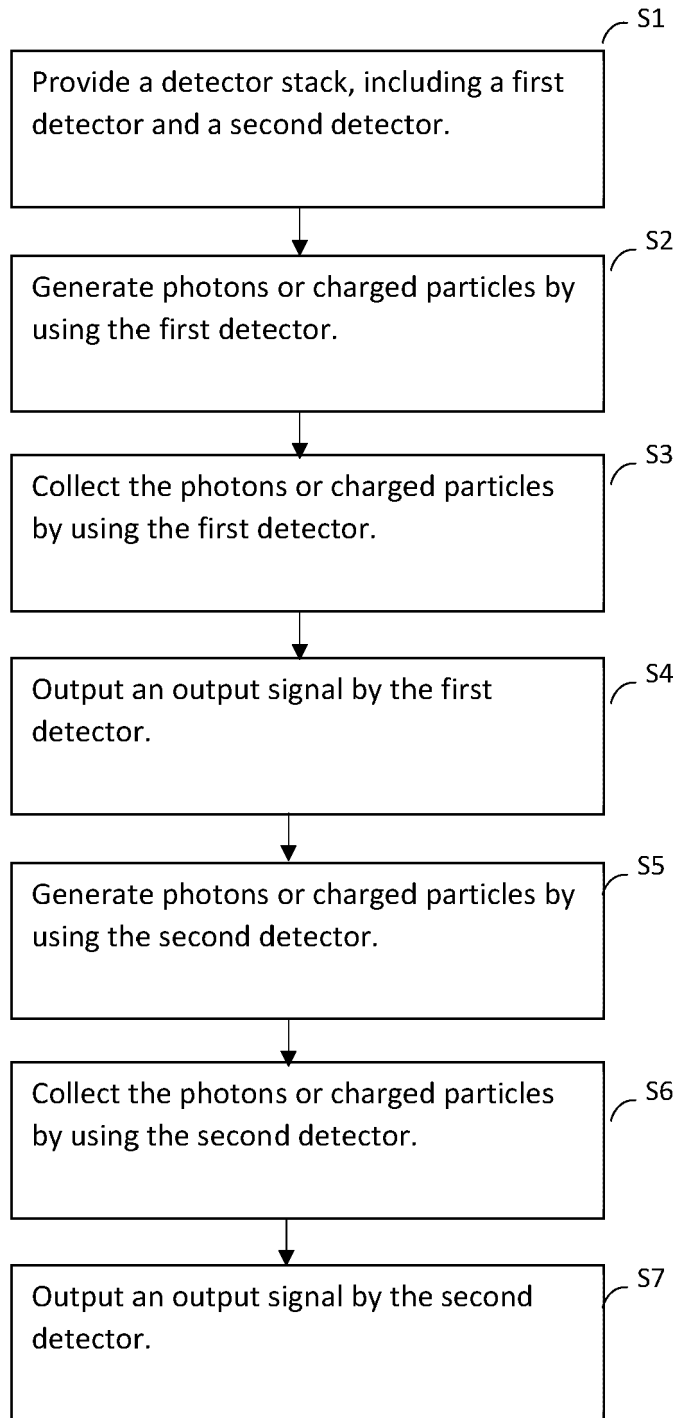 S1
Provide a detector stack, including a first
detector and a second detector.
S2
Generate photons or charged particles by
using the first detector.
S3
Collect the photons or charged particles
by using the first detector.
S4
Output an output signal by the first
detector.
S5
Generate photons or charged particles by
using the second detector.
S6
Collect the photons or charged particles
by using the second detector.
S7
Output an output signal by the second
detector.